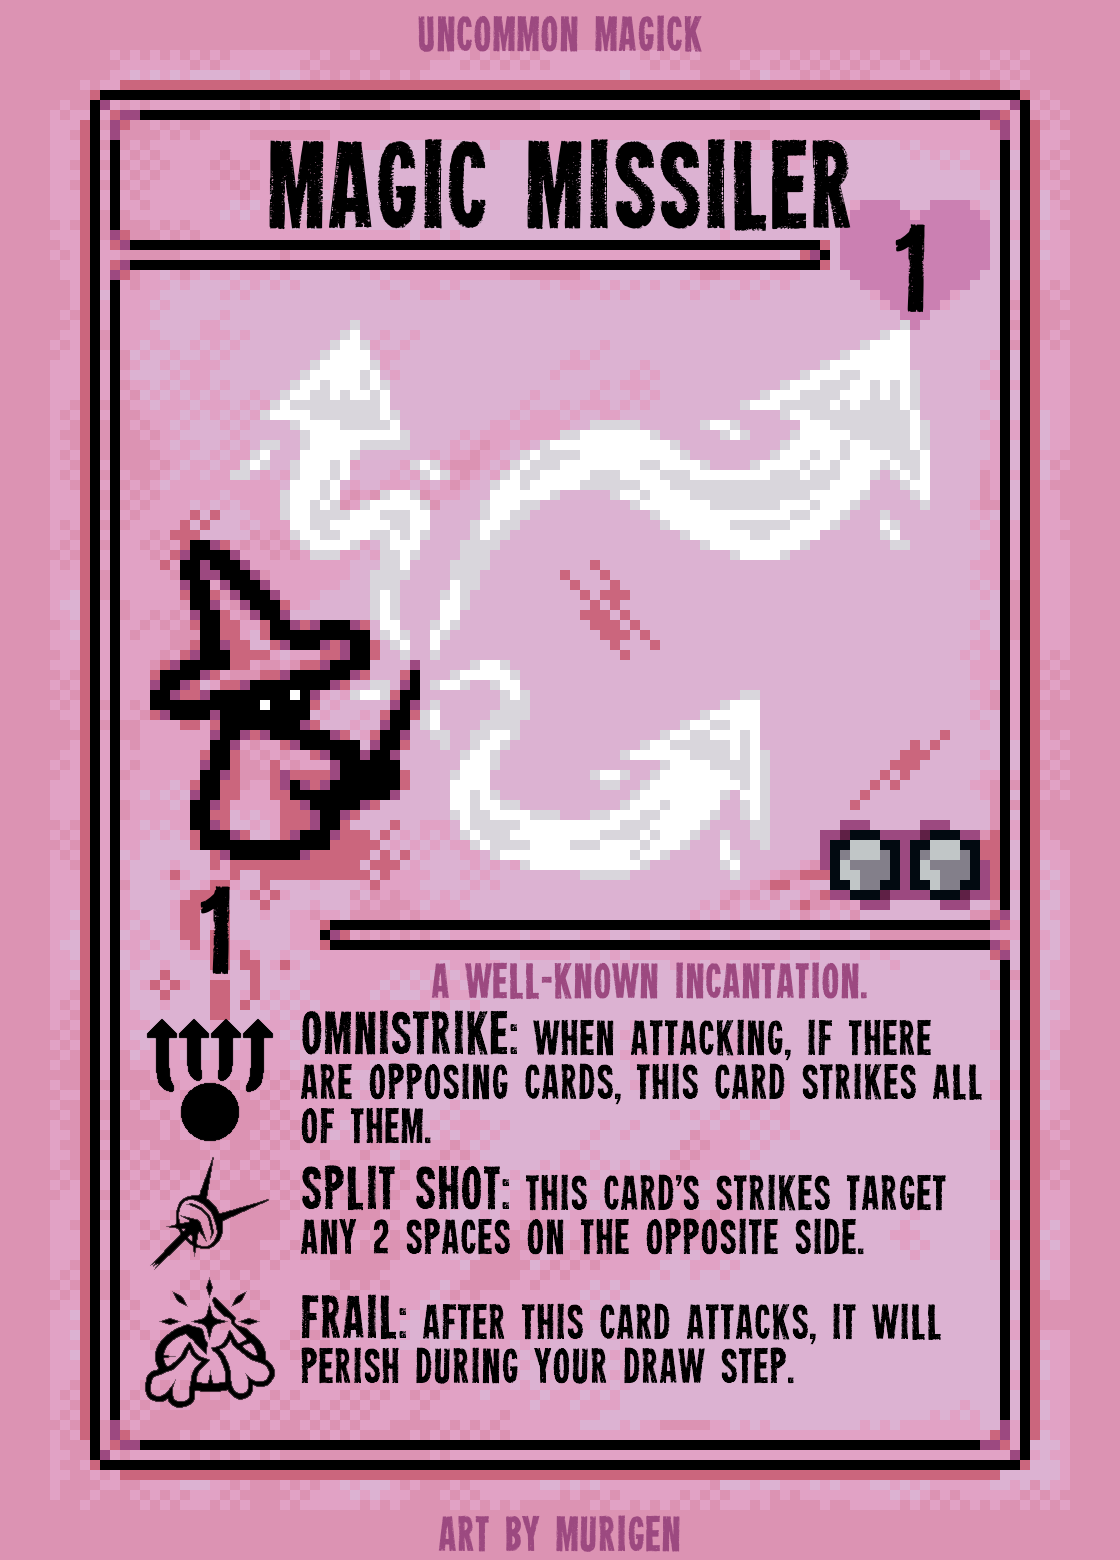 UNCOMMON MAGICK
MAGIC MISSILER
1
1
A WELL-KNOWN INCANTATION.
OMNISTRIKE: WHEN ATTACKING, IF THERE
ARE OPPOSING CARDS, THIS CARD STRIKES ALL
OF THEM.
SPLIT SHOT: THIS CARD'S STRIKES TARGET
ANY 2 SPACES ON THE OPPOSITE SIDE.
FRAIL: AFTER THIS CARD ATTACKS, IT WILL
PERISH DURING YOUR DRAW STEP.
ART BY MURIGEN